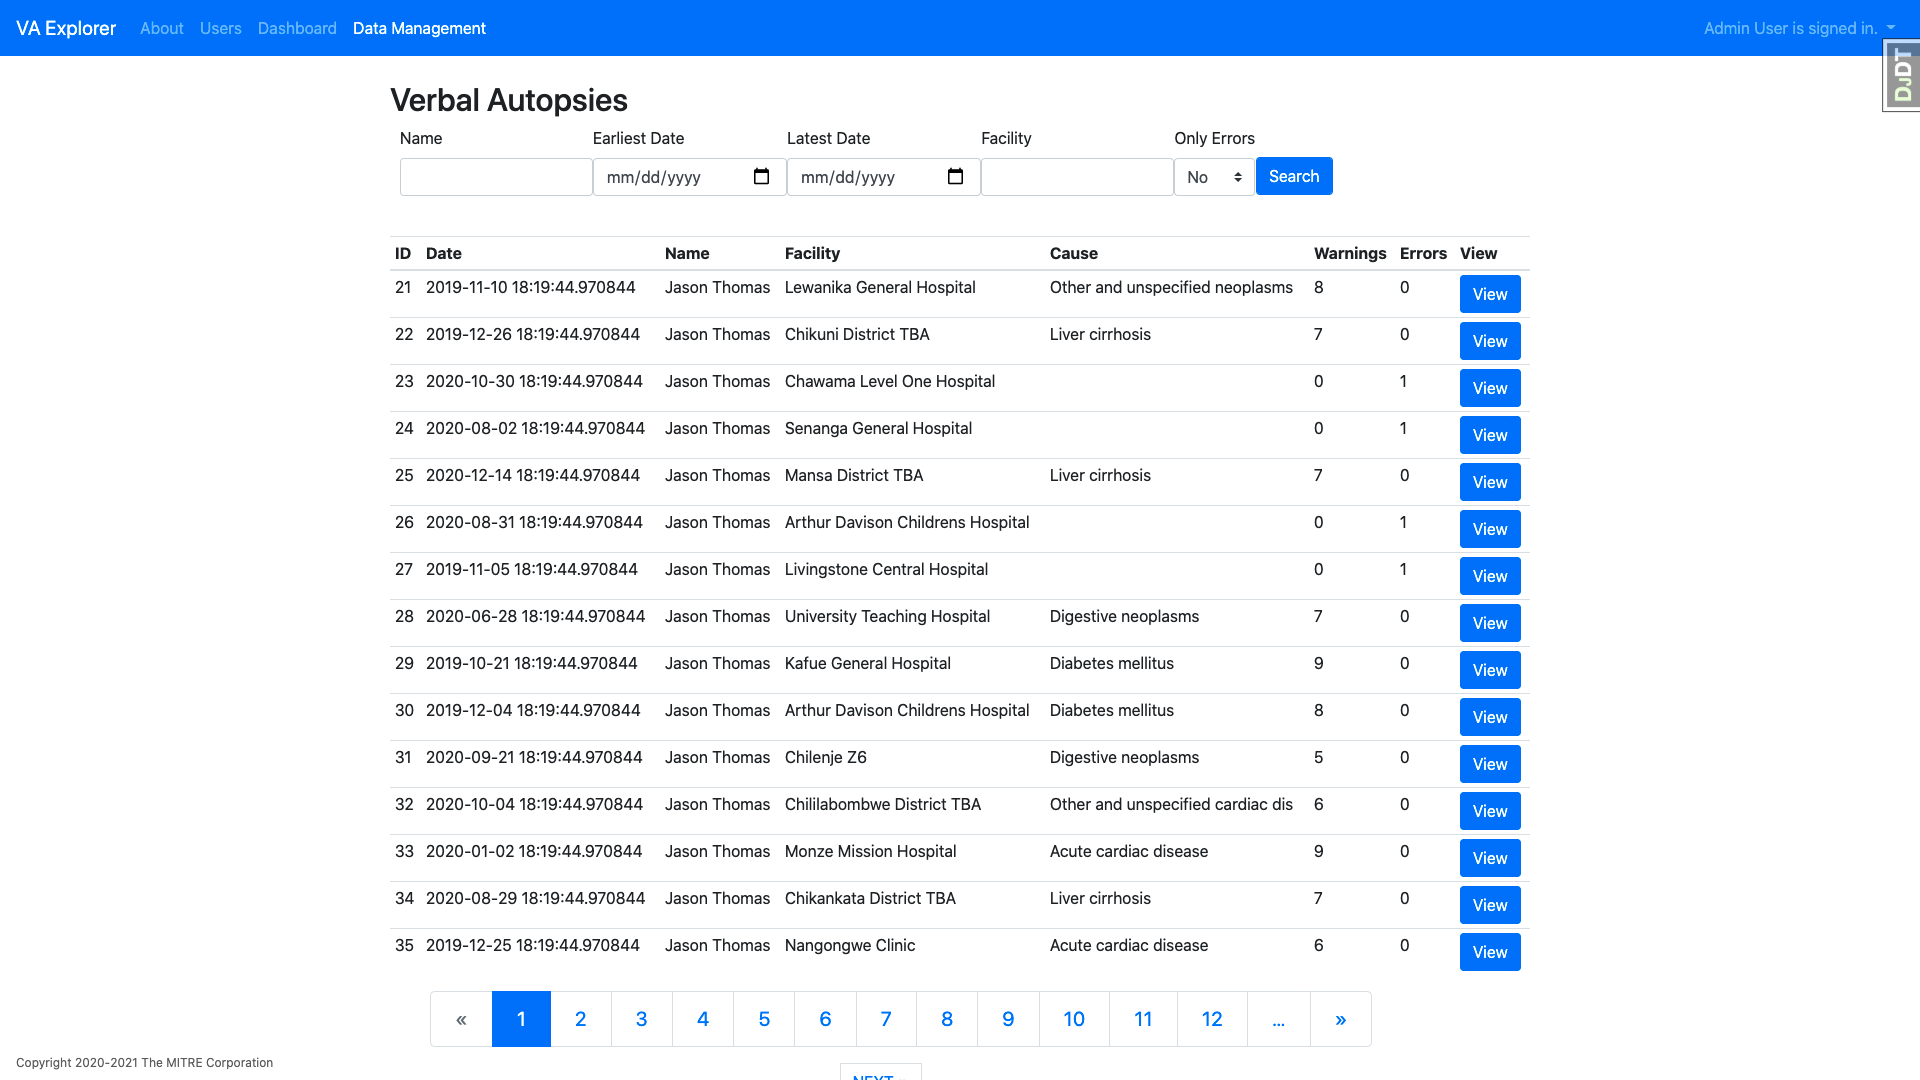 VA Explorer About Users Dashboard Data Management Admin User is signed in.
DJDT
Verbal Autopsies
Name Earliest Date Latest Date Facility Only Errors
mm/dd/yyyy mm/dd/yyyy No Search
ID Date Name Facility Cause Warnings Errors View
21 2019-11-10 18:19:44.970844 Jason Thomas Lewanika General Hospital Other and unspecified neoplasms 8 0 View
22 2019-12-26 18:19:44.970844 Jason Thomas Chikuni District TBA Liver cirrhosis 7 0 View
23 2020-10-30 18:19:44.970844 Jason Thomas Chawama Level One Hospital 0 1 View
24 2020-08-02 18:19:44.970844 Jason Thomas Senanga General Hospital 0 1 View
25 2020-12-14 18:19:44.970844 Jason Thomas Mansa District TBA Liver cirrhosis 7 0 View
26 2020-08-31 18:19:44.970844 Jason Thomas Arthur Davison Childrens Hospital 0 1 View
27 2019-11-05 18:19:44.970844 Jason Thomas Livingstone Central Hospital 0 1 View
28 2020-06-28 18:19:44.970844 Jason Thomas University Teaching Hospital Digestive neoplasms 7 0 View
29 2019-10-21 18:19:44.970844 Jason Thomas Kafue General Hospital Diabetes mellitus 9 0 View
30 2019-12-04 18:19:44.970844 Jason Thomas Arthur Davison Childrens Hospital Diabetes mellitus 8 0 View
31 2020-09-21 18:19:44.970844 Jason Thomas Chilenje Z6 Digestive neoplasms 5 0 View
32 2020-10-04 18:19:44.970844 Jason Thomas Chililabombwe District TBA Other and unspecified cardiac dis 6 0 View
33 2020-01-02 18:19:44.970844 Jason Thomas Monze Mission Hospital Acute cardiac disease 9 0 View
34 2020-08-29 18:19:44.970844 Jason Thomas Chikankata District TBA Liver cirrhosis 7 0 View
35 2019-12-25 18:19:44.970844 Jason Thomas Nangongwe Clinic Acute cardiac disease 6 0 View
« 1 2 3 4 5 6 7 8 9 10 11 12 ... »
Copyright 2020-2021 The MITRE Corporation
NEXT